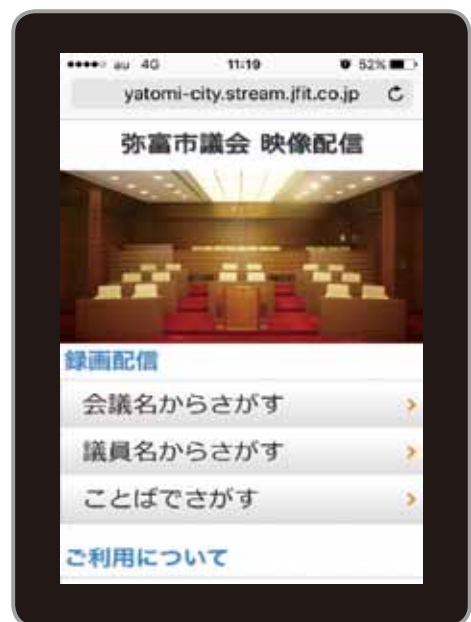 au 4G 11:19 52%
yatomi-city.stream.jfit.co.jp
弥富市議会 映像配信
録画配信
会議名からさがす
議員名からさがす
ことばでさがす
ご利用について